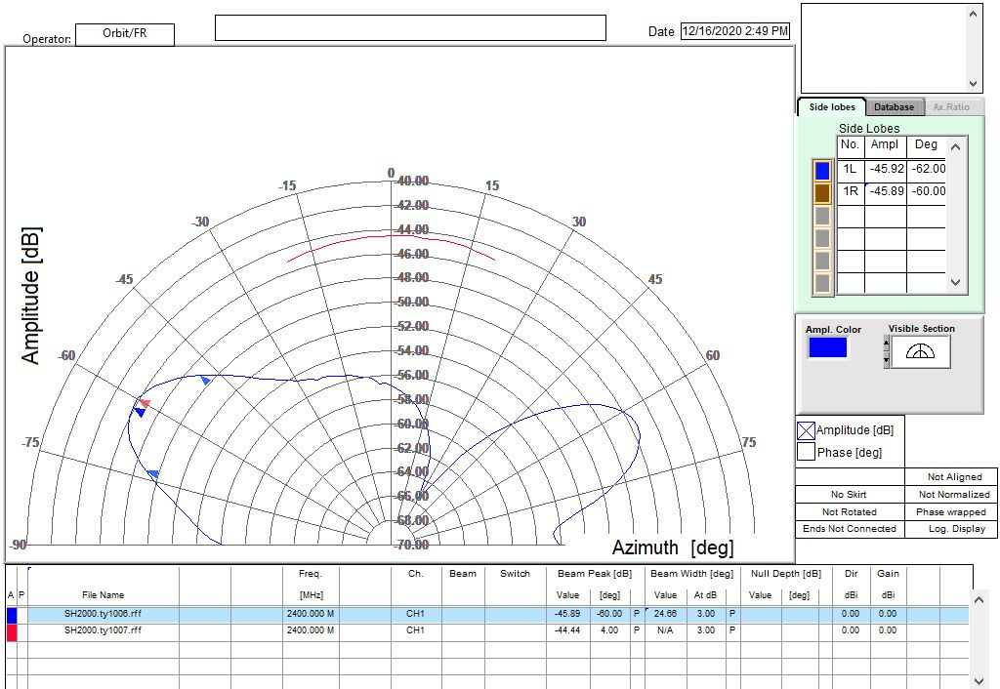 Operator: Orbit/FR Date 12/16/2020 2:49 PM
Side lobes Database Ax.Ratio
Side Lobes
No. Ampl Deg
1L -45.92 -62.00
1R -45.89 -60.00
Amplitude [dB]
0
-15 15
-30 30
-45 45
-60 60
-75 75
-90
-40.00
-42.00
-44.00
-46.00
-48.00
-50.00
-52.00
-54.00
-56.00
-58.00
-60.00
-62.00
-64.00
-66.00
-68.00
-70.00
Azimuth [deg]
Ampl. Color Visible Section
Amplitude [dB]
Phase [deg]
Not Aligned
No Skirt Not Normalized
Not Rotated Phase wrapped
Ends Not Connected Log. Display
Freq. Ch. Beam Switch Beam Peak [dB] Beam Width [deg] Null Depth [dB] Dir Gain
A P File Name [MHz] Value [deg] Value At dB Value [deg] dBi dBi
SH2000.ty1006.rff 2400.000 M CH1 -45.89 -60.00 P 24.66 3.00 P 0.00 0.00
SH2000.ty1007.rff 2400.000 M CH1 -44.44 4.00 P N/A 3.00 P 0.00 0.00